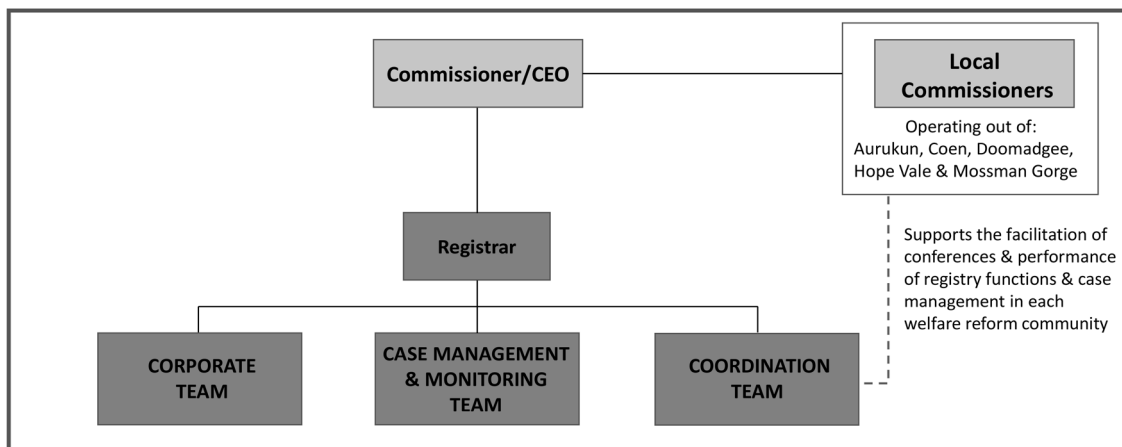 Commissioner/CEO
Local
Commissioners
Operating out of:
Aurukun, Coen, Doomadgee,
Hope Vale & Mossman Gorge
Registrar
Supports the facilitation of
conferences & performance
of registry functions & case
management in each
welfare reform community
CORPORATE
TEAM
CASE MANAGEMENT
& MONITORING
TEAM
COORDINATION
TEAM